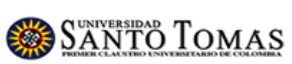 UNIVERSIDAD
SANTO TOMÁS
PRIMER CLAUSTRO UNIVERSITARIO DE COLOMBIA